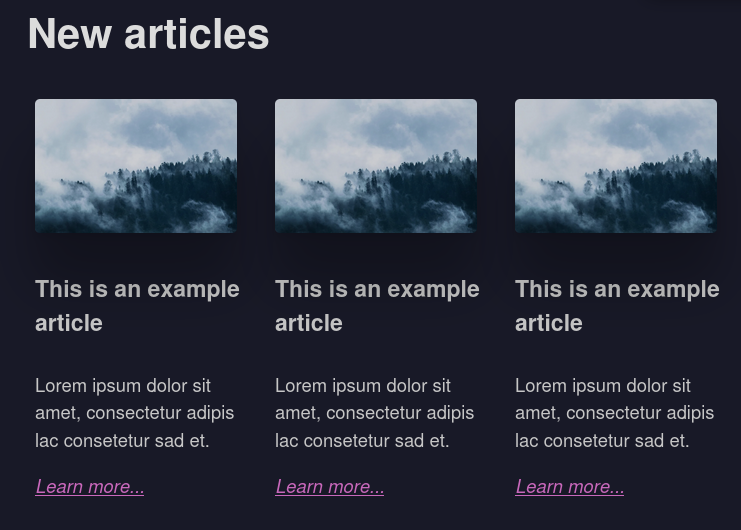 New articles
This is an example
article
Lorem ipsum dolor sit
amet, consectetur adipis
lac consetetur sad et.
Learn more...
This is an example
article
Lorem ipsum dolor sit
amet, consectetur adipis
lac consetetur sad et.
Learn more...
This is an example
article
Lorem ipsum dolor sit
amet, consectetur adipis
lac consetetur sad et.
Learn more...